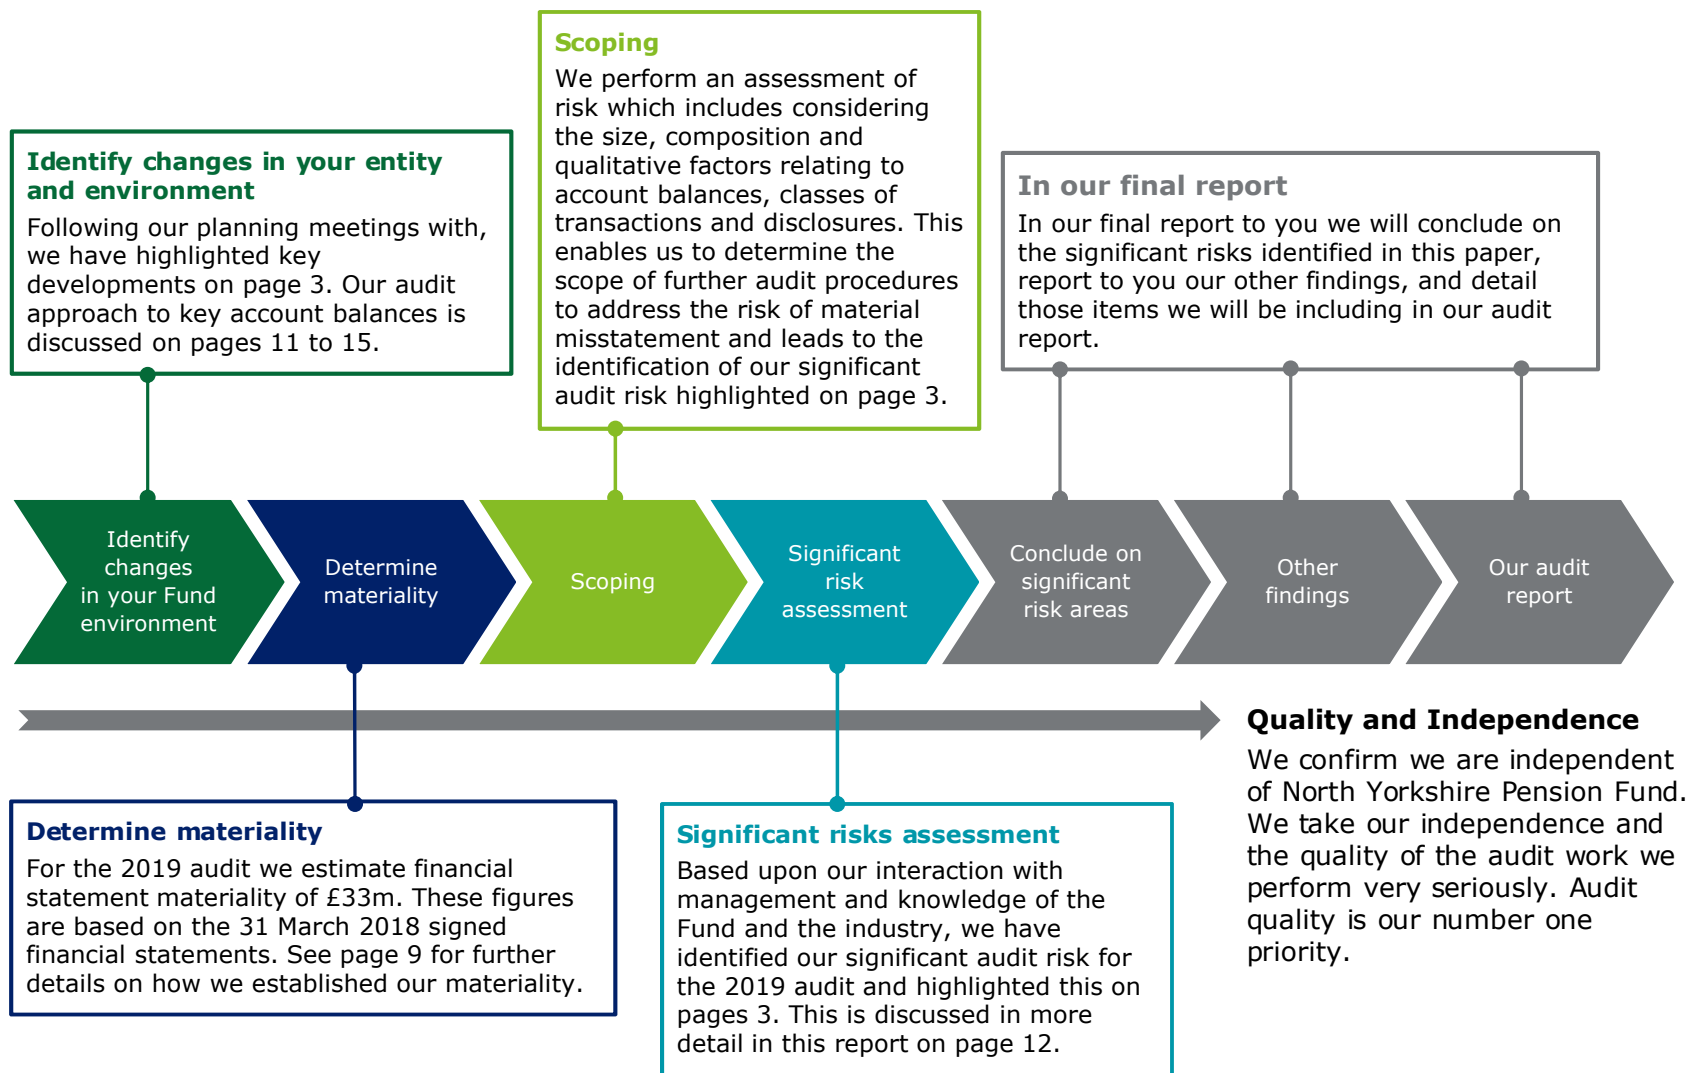 Scoping
We perform an assessment of
risk which includes considering
the size, composition and
qualitative factors relating to
account balances, classes of
transactions and disclosures. This
enables us to determine the
scope of further audit procedures
to address the risk of material
misstatement and leads to the
identification of our significant
audit risk highlighted on page 3.
Identify changes in your entity
and environment
Following our planning meetings with,
we have highlighted key
developments on page 3. Our audit
approach to key account balances is
discussed on pages 11 to 15.
In our final report
In our final report to you we will conclude on
the significant risks identified in this paper,
report to you our other findings, and detail
those items we will be including in our audit
report.
Identify
changes
in your Fund
environment
Determine
materiality
Scoping
Significant
risk
assessment
Conclude on
significant
risk areas
Other
findings
Our audit
report
Determine materiality
For the 2019 audit we estimate financial
statement materiality of £33m. These figures
are based on the 31 March 2018 signed
financial statements. See page 9 for further
details on how we established our materiality.
Significant risks assessment
Based upon our interaction with
management and knowledge of the
Fund and the industry, we have
identified our significant audit risk for
the 2019 audit and highlighted this on
pages 3. This is discussed in more
detail in this report on page 12.
Quality and Independence
We confirm we are independent
of North Yorkshire Pension Fund.
We take our independence and
the quality of the audit work we
perform very seriously. Audit
quality is our number one
priority.